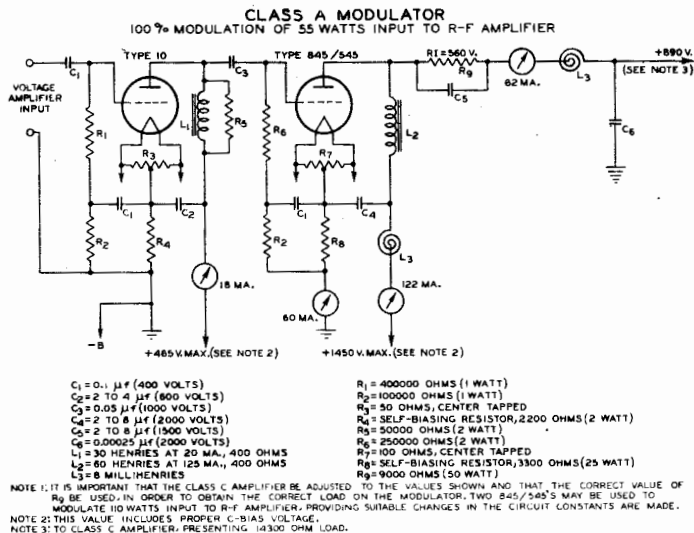 CLASS A MODULATOR
100% MODULATION OF 55 WATTS INPUT TO R-F AMPLIFIER
TYPE 10
TYPE 845/545
RI=560 V.
+890 V.
(SEE NOTE 3)
C1
C3
R9
C5
62 MA.
L3
VOLTAGE
AMPLIFIER
INPUT
R1
L1
R5
R6
L2
C6
R3
R7
C1
C2
C1
C4
R2
R4
R2
R8
L3
18 MA.
122 MA.
60 MA.
-B
+465 V. MAX. (SEE NOTE 2)
+1450 V. MAX. (SEE NOTE 2)
C1=0.1 μf (400 VOLTS)
C2=2 TO 4 μf (600 VOLTS)
C3=0.05 μf (1000 VOLTS)
C4=2 TO 8 μf (2000 VOLTS)
C5=2 TO 8 μf (1500 VOLTS)
C6=0.00025 μf (2000 VOLTS)
L1=30 HENRIES AT 20 MA., 400 OHMS
L2=60 HENRIES AT 125 MA., 400 OHMS
L3=8 MILLIHENRIES
R1=400000 OHMS (1 WATT)
R2=100000 OHMS (1 WATT)
R3=50 OHMS, CENTER TAPPED
R4=SELF-BIASING RESISTOR, 2200 OHMS (2 WATT)
R5=50000 OHMS (2 WATT)
R6=250000 OHMS (2 WATT)
R7=100 OHMS, CENTER TAPPED
R8=SELF-BIASING RESISTOR, 3300 OHMS (25 WATT)
R9=9000 OHMS (50 WATT)
NOTE 1: IT IS IMPORTANT THAT THE CLASS C AMPLIFIER BE ADJUSTED TO THE VALUES SHOWN AND THAT THE CORRECT VALUE OF
R9 BE USED, IN ORDER TO OBTAIN THE CORRECT LOAD ON THE MODULATOR. TWO 845/545'S MAY BE USED TO
MODULATE 110 WATTS INPUT TO R-F AMPLIFIER, PROVIDING SUITABLE CHANGES IN THE CIRCUIT CONSTANTS ARE MADE.
NOTE 2: THIS VALUE INCLUDES PROPER C-BIAS VOLTAGE.
NOTE 3: TO CLASS C AMPLIFIER, PRESENTING 14300 OHM LOAD.